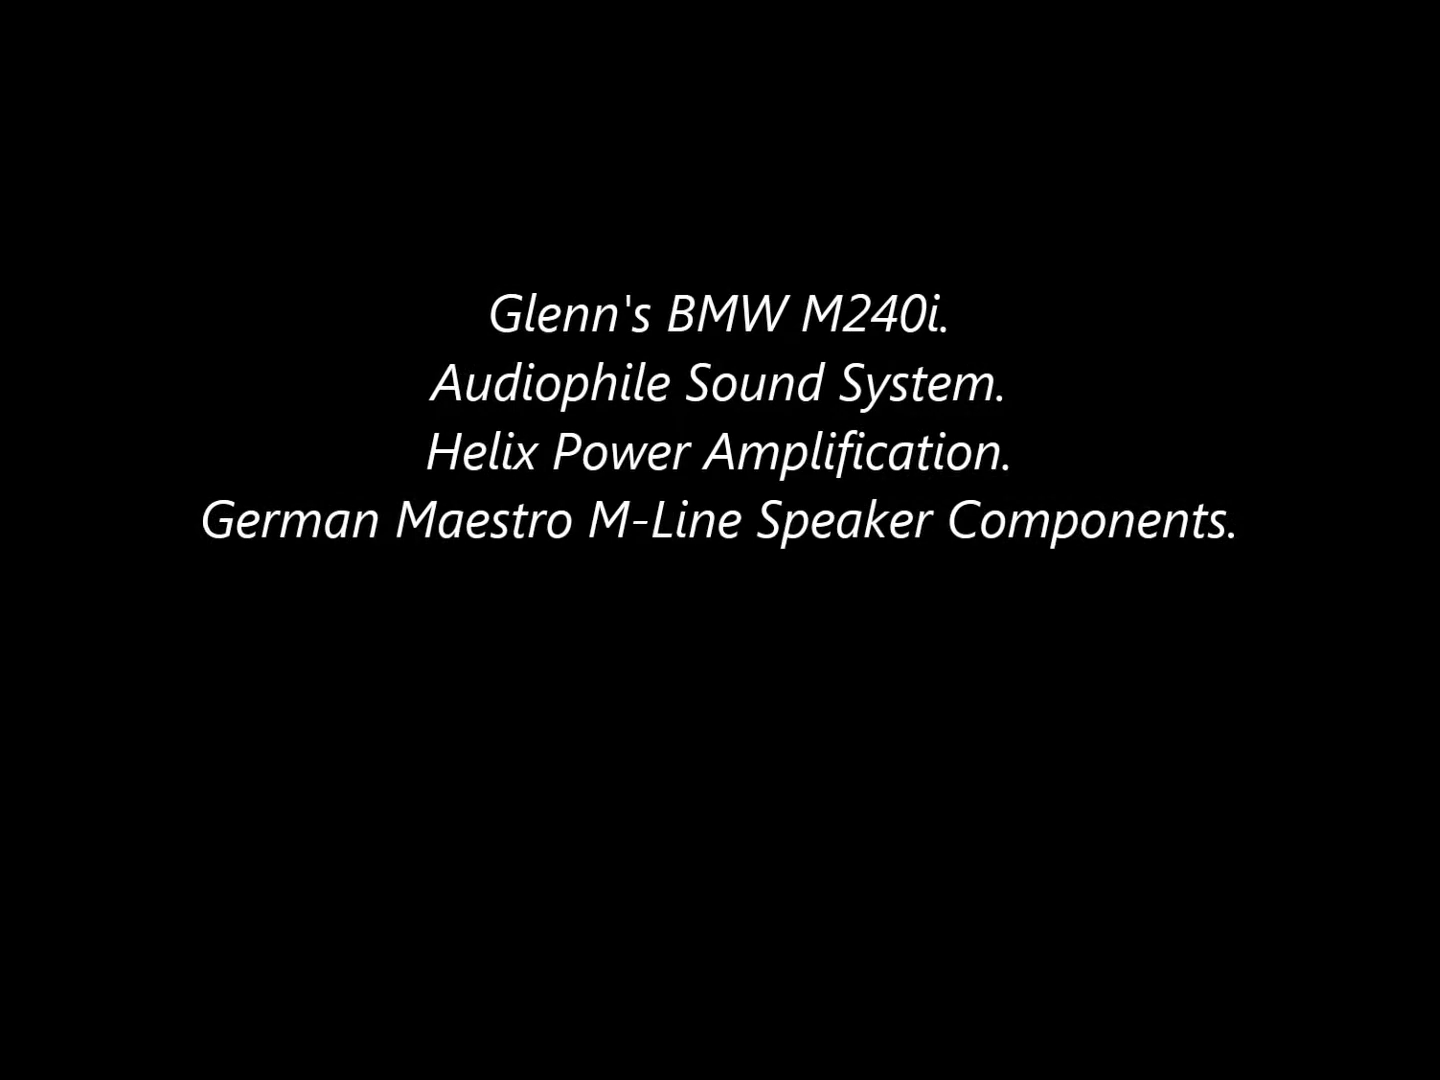 Glenn's BMW M240i.
Audiophile Sound System.
Helix Power Amplification.
German Maestro M-Line Speaker Components.